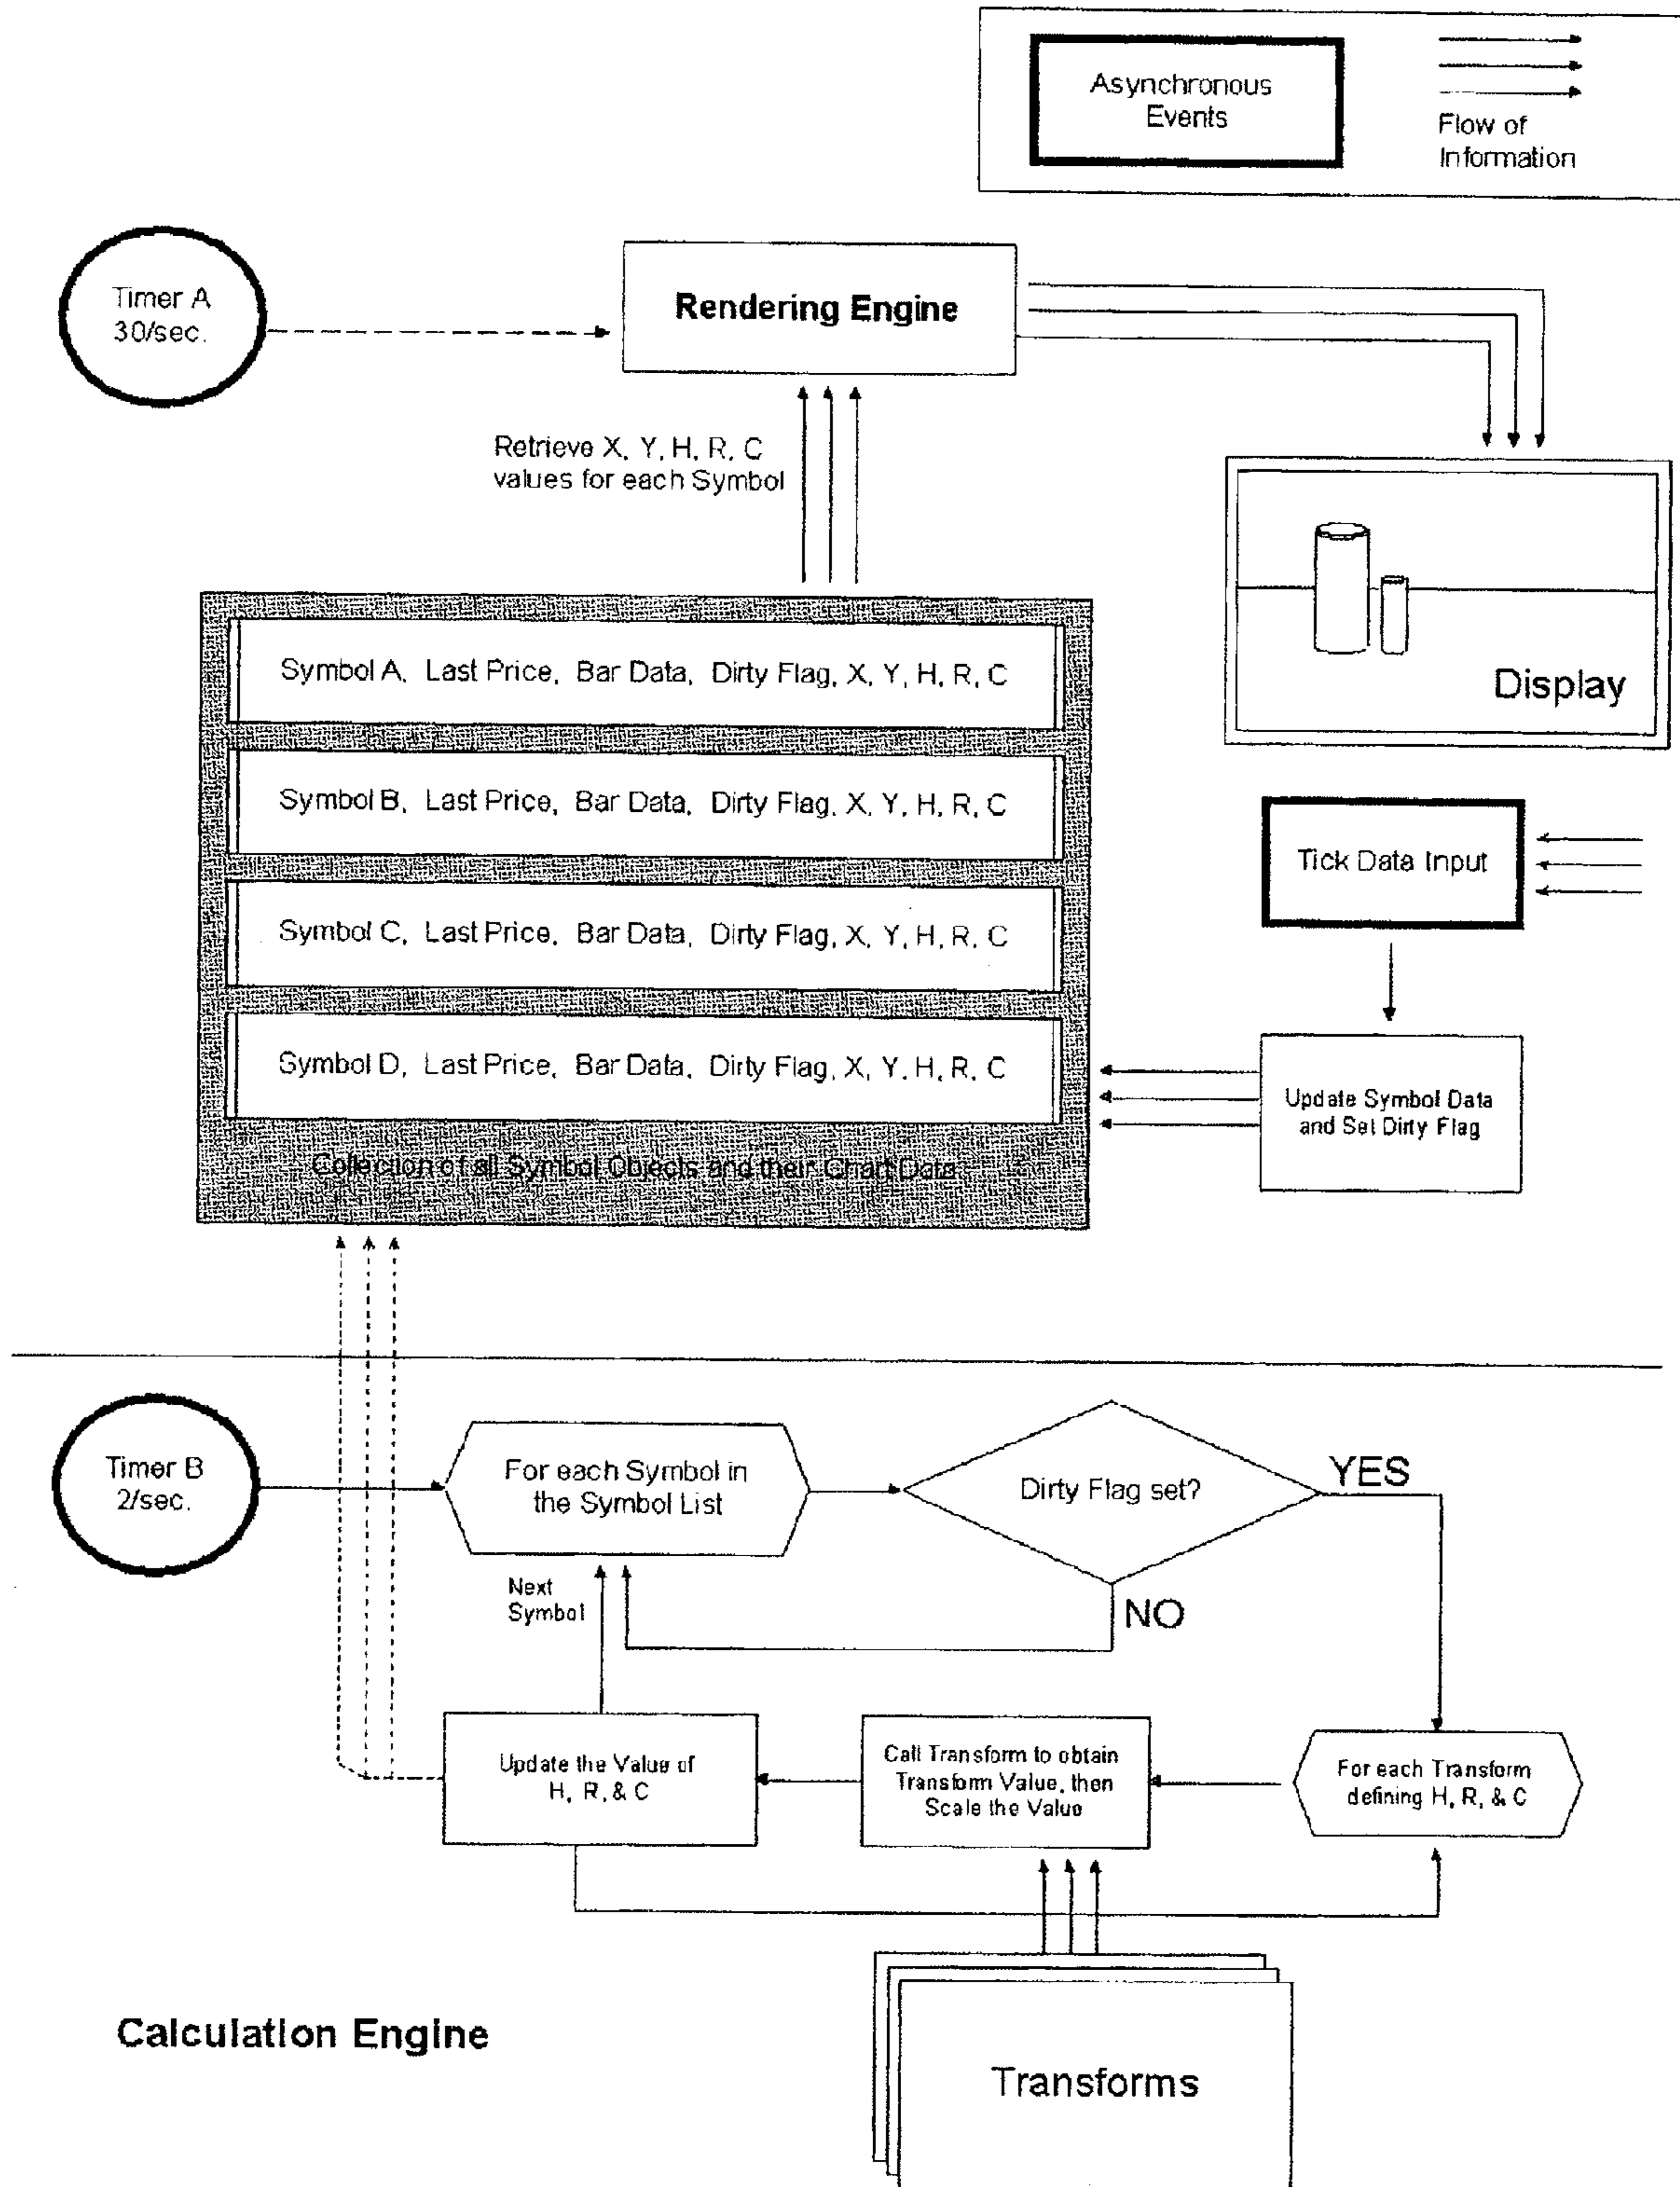 Asynchronous
Events
Flow of
Information
Timer A
30/sec.
Rendering Engine
Retrieve X, Y, H, R, C
values for each Symbol
Symbol A, Last Price, Bar Data, Dirty Flag, X, Y, H, R, C
Symbol B, Last Price, Bar Data, Dirty Flag, X, Y, H, R, C
Symbol C, Last Price, Bar Data, Dirty Flag, X, Y, H, R, C
Symbol D, Last Price, Bar Data, Dirty Flag, X, Y, H, R, C
Collection of all Symbol Objects and their Chart Data
Display
Tick Data Input
Update Symbol Data
and Set Dirty Flag
Timer B
2/sec.
For each Symbol in
the Symbol List
Dirty Flag set?
YES
NO
Next
Symbol
Update the Value of
H, R, & C
Call Transform to obtain
Transform Value, then
Scale the Value
For each Transform
defining H, R, & C
Calculation Engine
Transforms